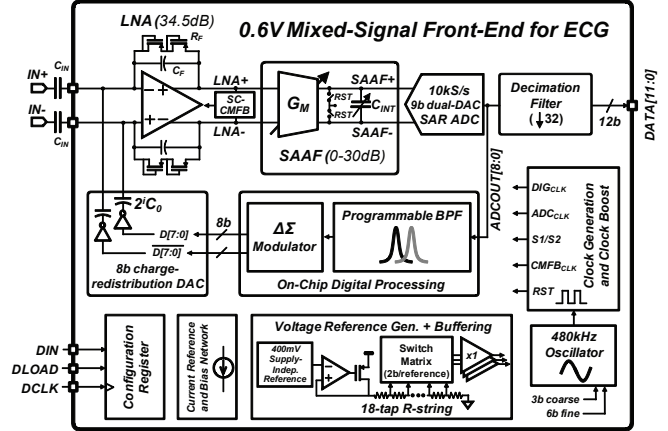 LNA (34.5dB)
0.6V Mixed-Signal Front-End for ECG
R_F
C_IN
IN+
C_F
LNA+
SAAF+
10kS/s
9b dual-DAC
SAR ADC
Decimation
Filter
(↓32)
12b
DATA[11:0]
SC-
CMFB
G_M
RST
RST
C_INT
IN-
C_IN
LNA-
SAAF-
SAAF (0-30dB)
ADCOUT[8:0]
2^iC_0
8b
D[7:0]
D[7:0]
8b charge-
redistribution DAC
ΔΣ
Modulator
Programmable BPF
On-Chip Digital Processing
DIG_CLK
ADC_CLK
S1/S2
CMFB_CLK
RST
Clock Generation
and Clock Boost
DIN
DLOAD
DCLK
Configuration
Register
Current Reference
and Bias Network
Voltage Reference Gen. + Buffering
400mV
Supply-
Indep.
Reference
Switch
Matrix
(2b/reference)
x1
18-tap R-string
480kHz
Oscillator
3b coarse
6b fine